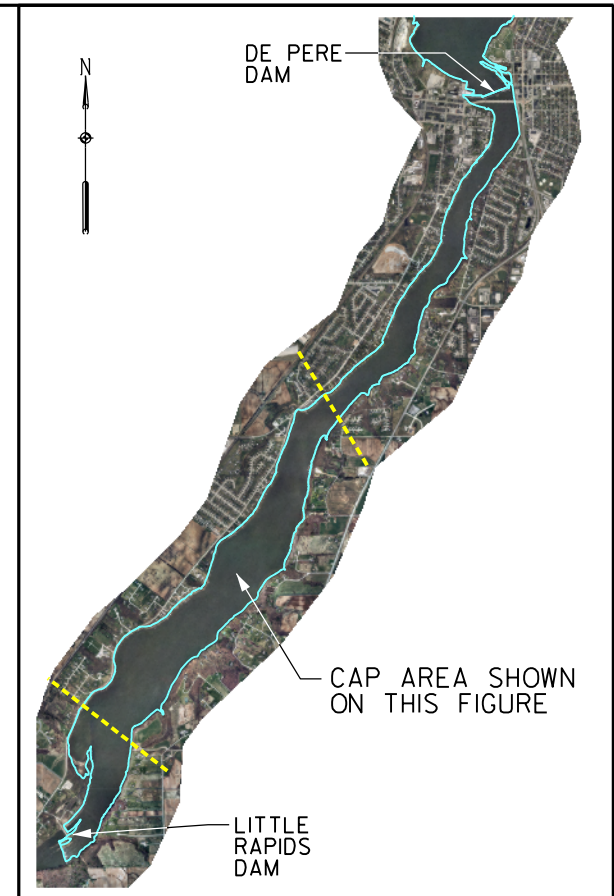 DE PERE
DAM
N
CAP AREA SHOWN
ON THIS FIGURE
LITTLE
RAPIDS
DAM